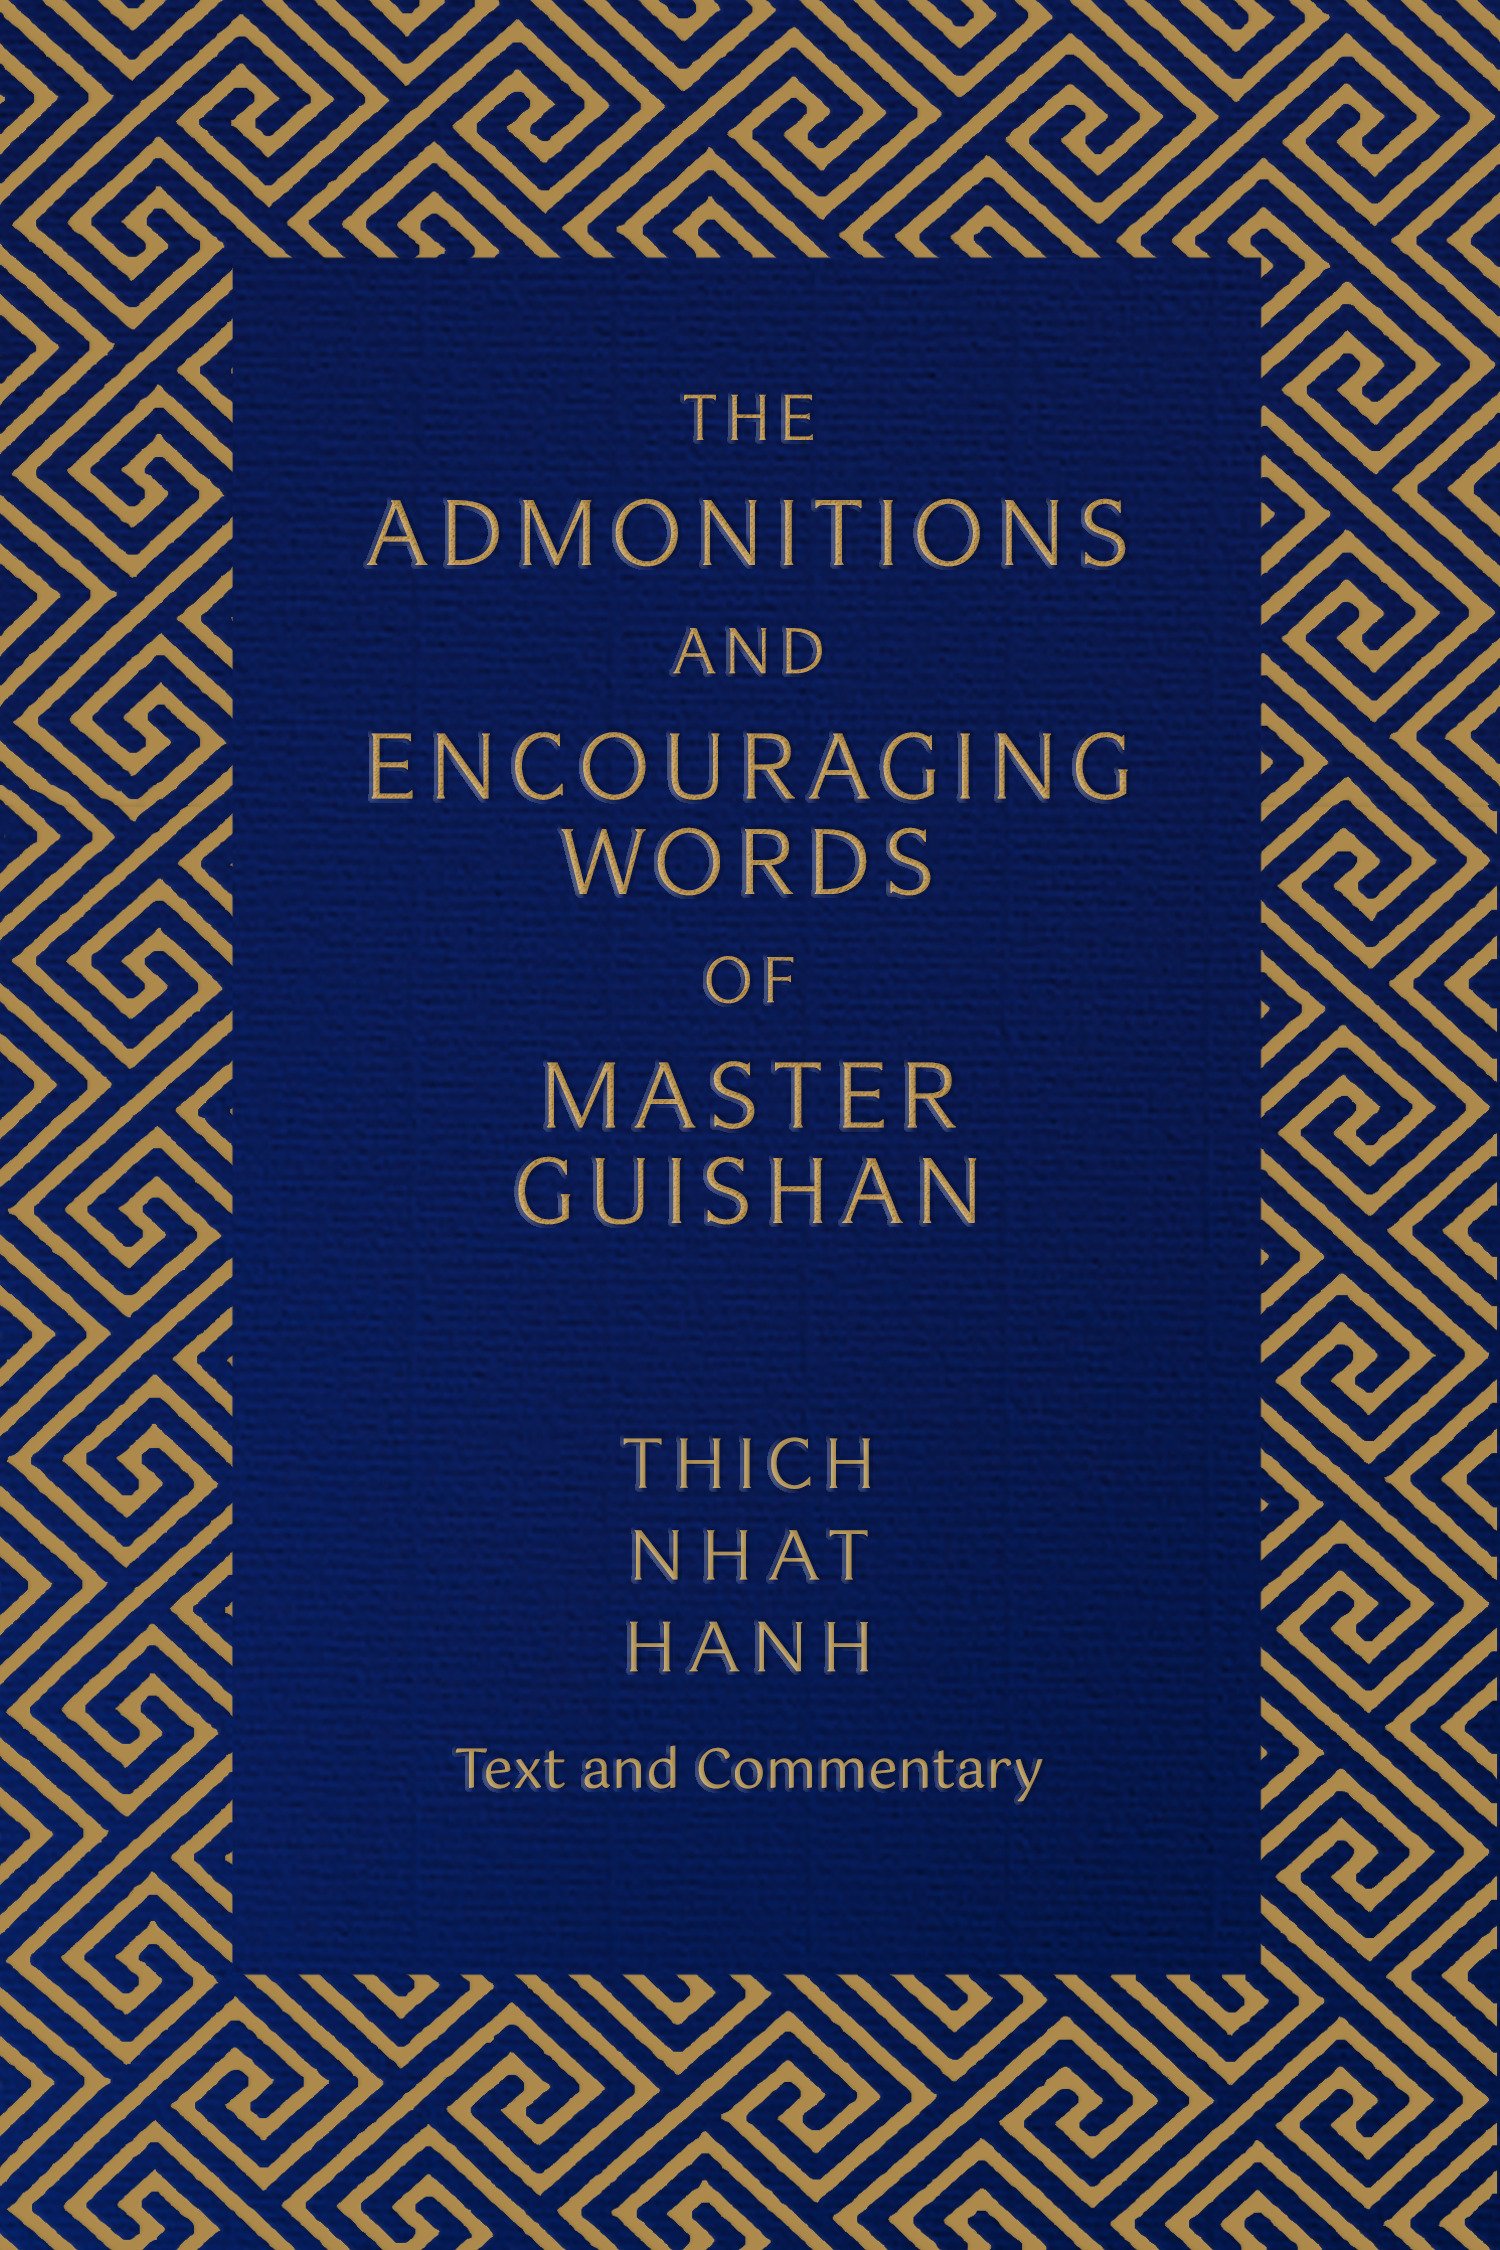 THE
ADMONITIONS
AND
ENCOURAGING
WORDS
OF
MASTER
GUISHAN
THICH
NHAT
HANH
Text and Commentary